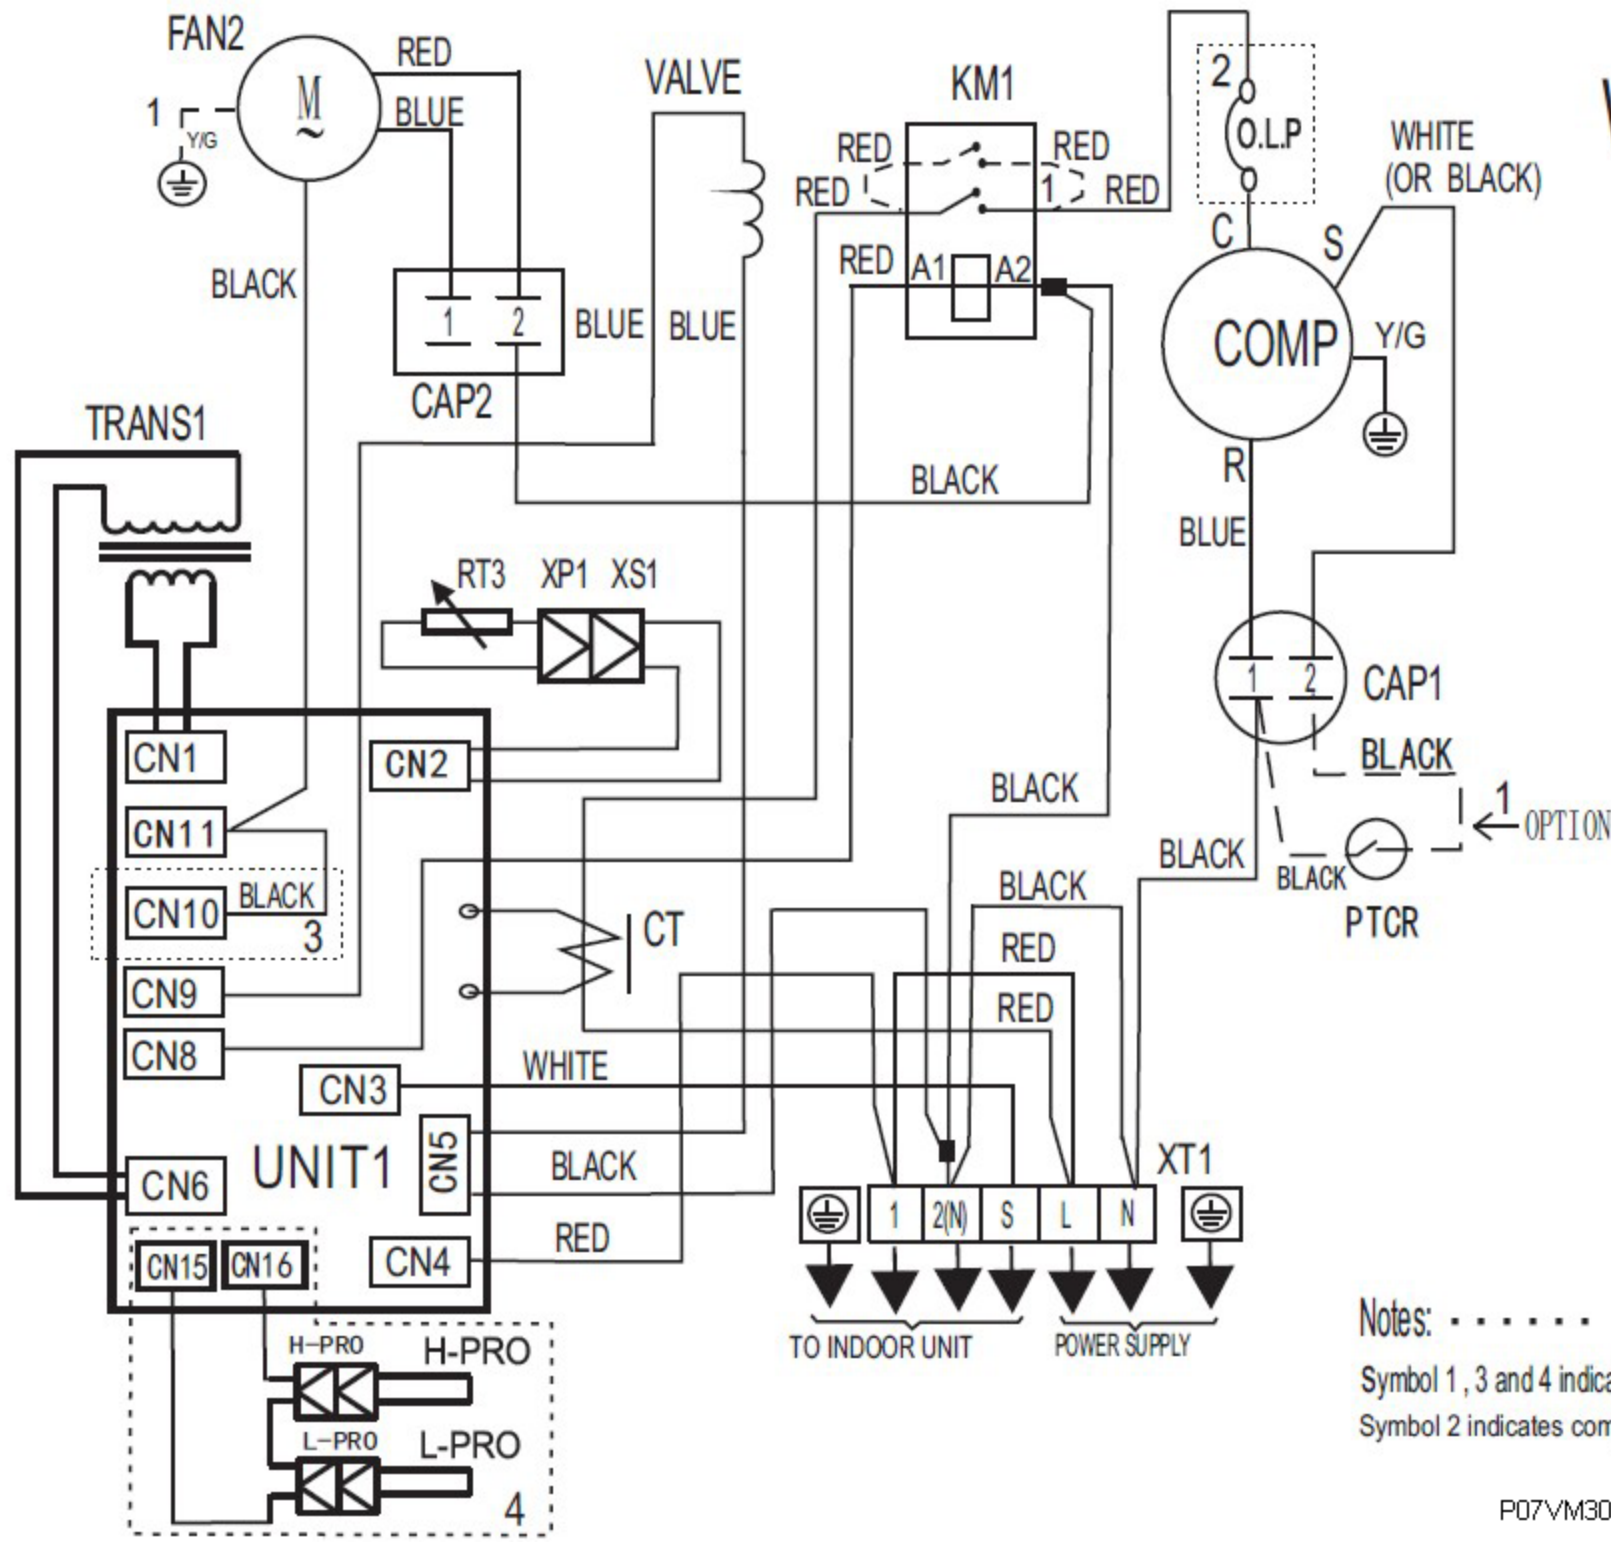 FAN2
RED
BLUE
M
~
1
Y/G
BLACK
VALVE
KM1
RED
RED
RED
RED
1
RED
A1
A2
2
O.L.P
WHITE
(OR BLACK)
C
S
COMP
Y/G
R
BLUE
1
2
CAP2
BLUE
BLUE
BLACK
TRANS1
RT3
XP1
XS1
1
2
CAP1
BLACK
1
OPTION
BLACK
PTCR
BLACK
BLACK
BLACK
RED
RED
CN1
CN2
CN11
CN10
BLACK
3
CN9
CN8
CT
CN3
WHITE
UNIT1
CN5
BLACK
CN6
CN4
RED
CN15
CN16
XT1
1
2(N)
S
L
N
TO INDOOR UNIT
POWER SUPPLY
H-PRO
H-PRO
L-PRO
L-PRO
4
Notes:
Symbol 1 , 3 and 4 indica
Symbol 2 indicates com
P07VM30